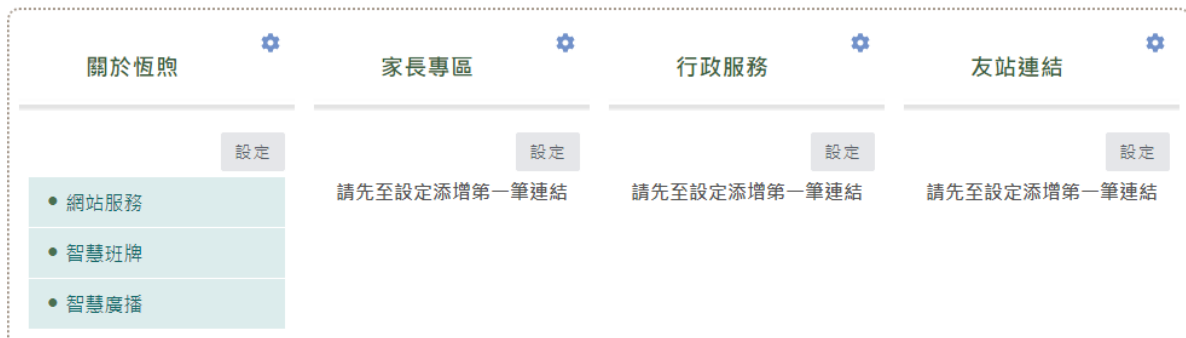 關於恆煦
家長專區
行政服務
友站連結
設定
設定
設定
設定
網站服務
請先至設定添增第一筆連結
請先至設定添增第一筆連結
請先至設定添增第一筆連結
智慧班牌
智慧廣播